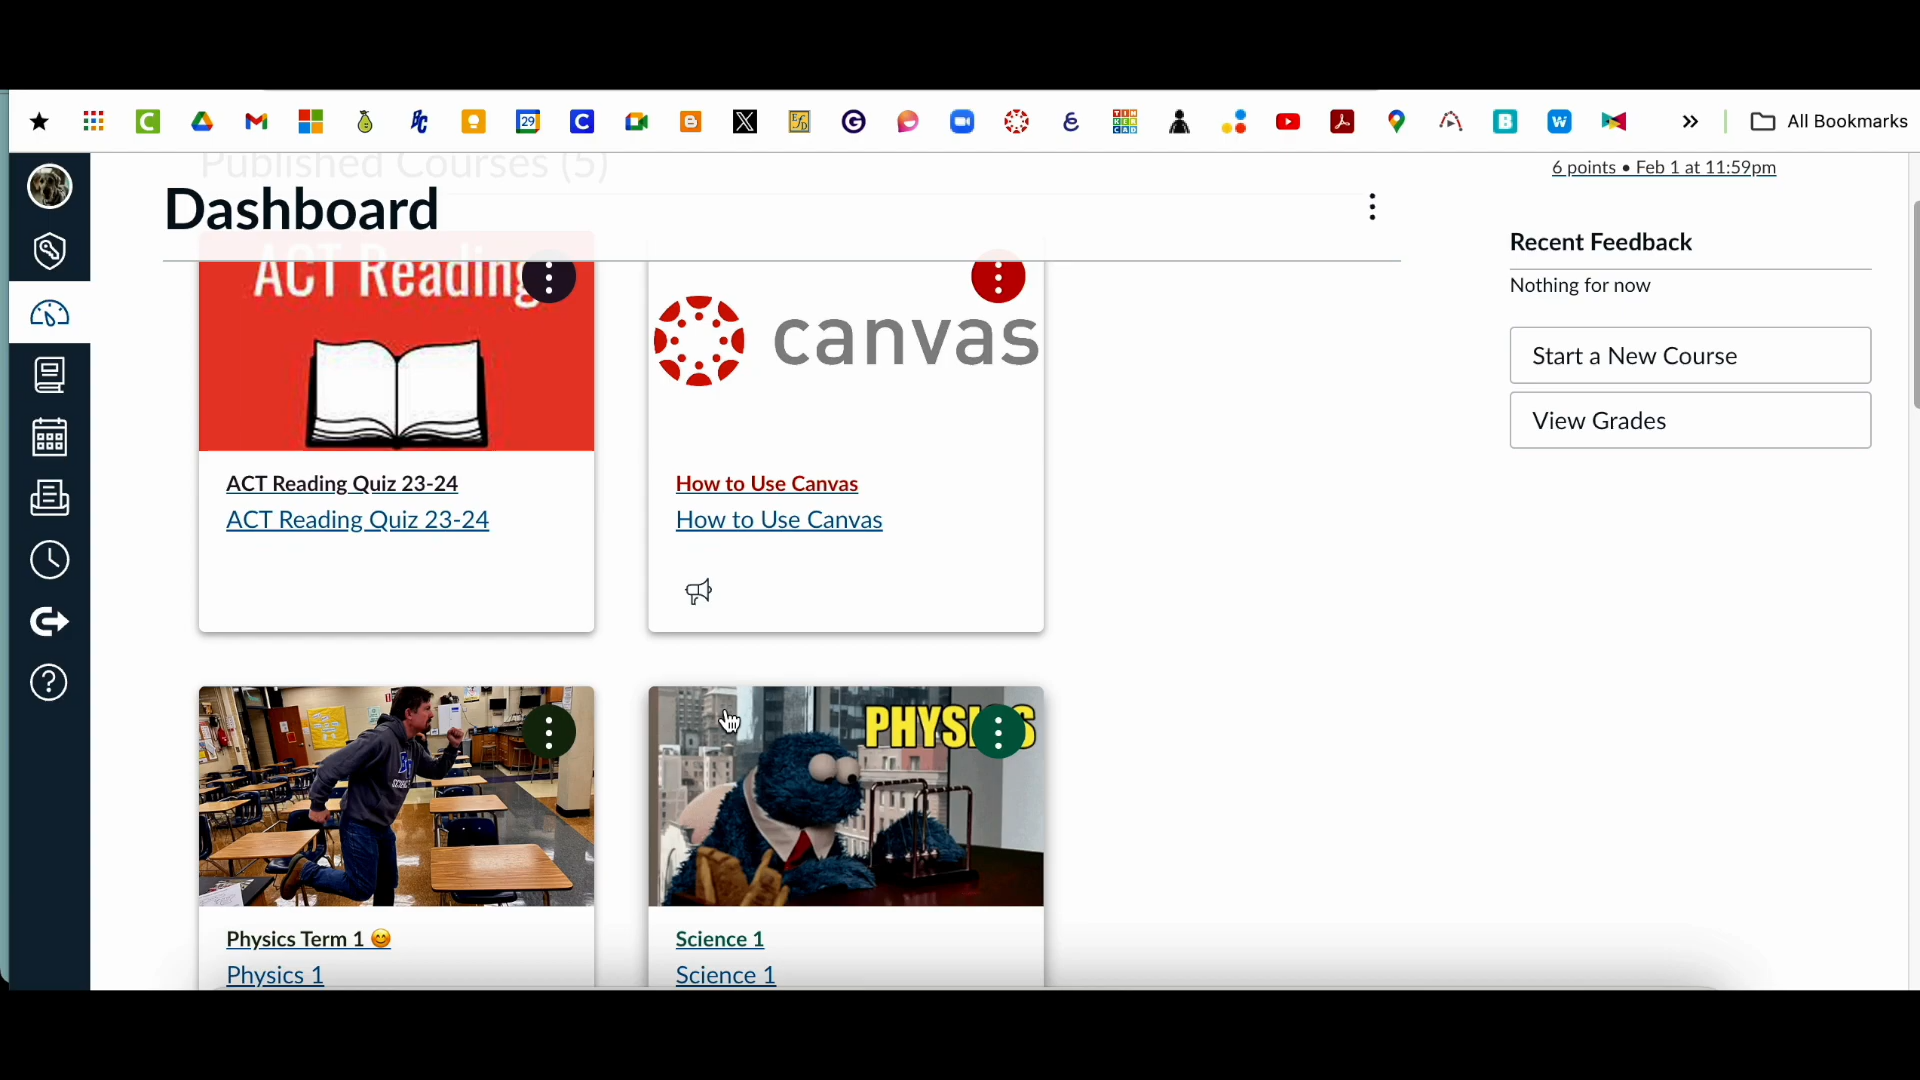 All Bookmarks
Published Courses (5)
Dashboard
6 points • Feb 1 at 11:59pm
Recent Feedback
Nothing for now
Start a New Course
View Grades
ACT Reading
canvas
ACT Reading Quiz 23-24
ACT Reading Quiz 23-24
How to Use Canvas
How to Use Canvas
PHYSI S
Physics Term 1 😊
Physics 1
Science 1
Science 1